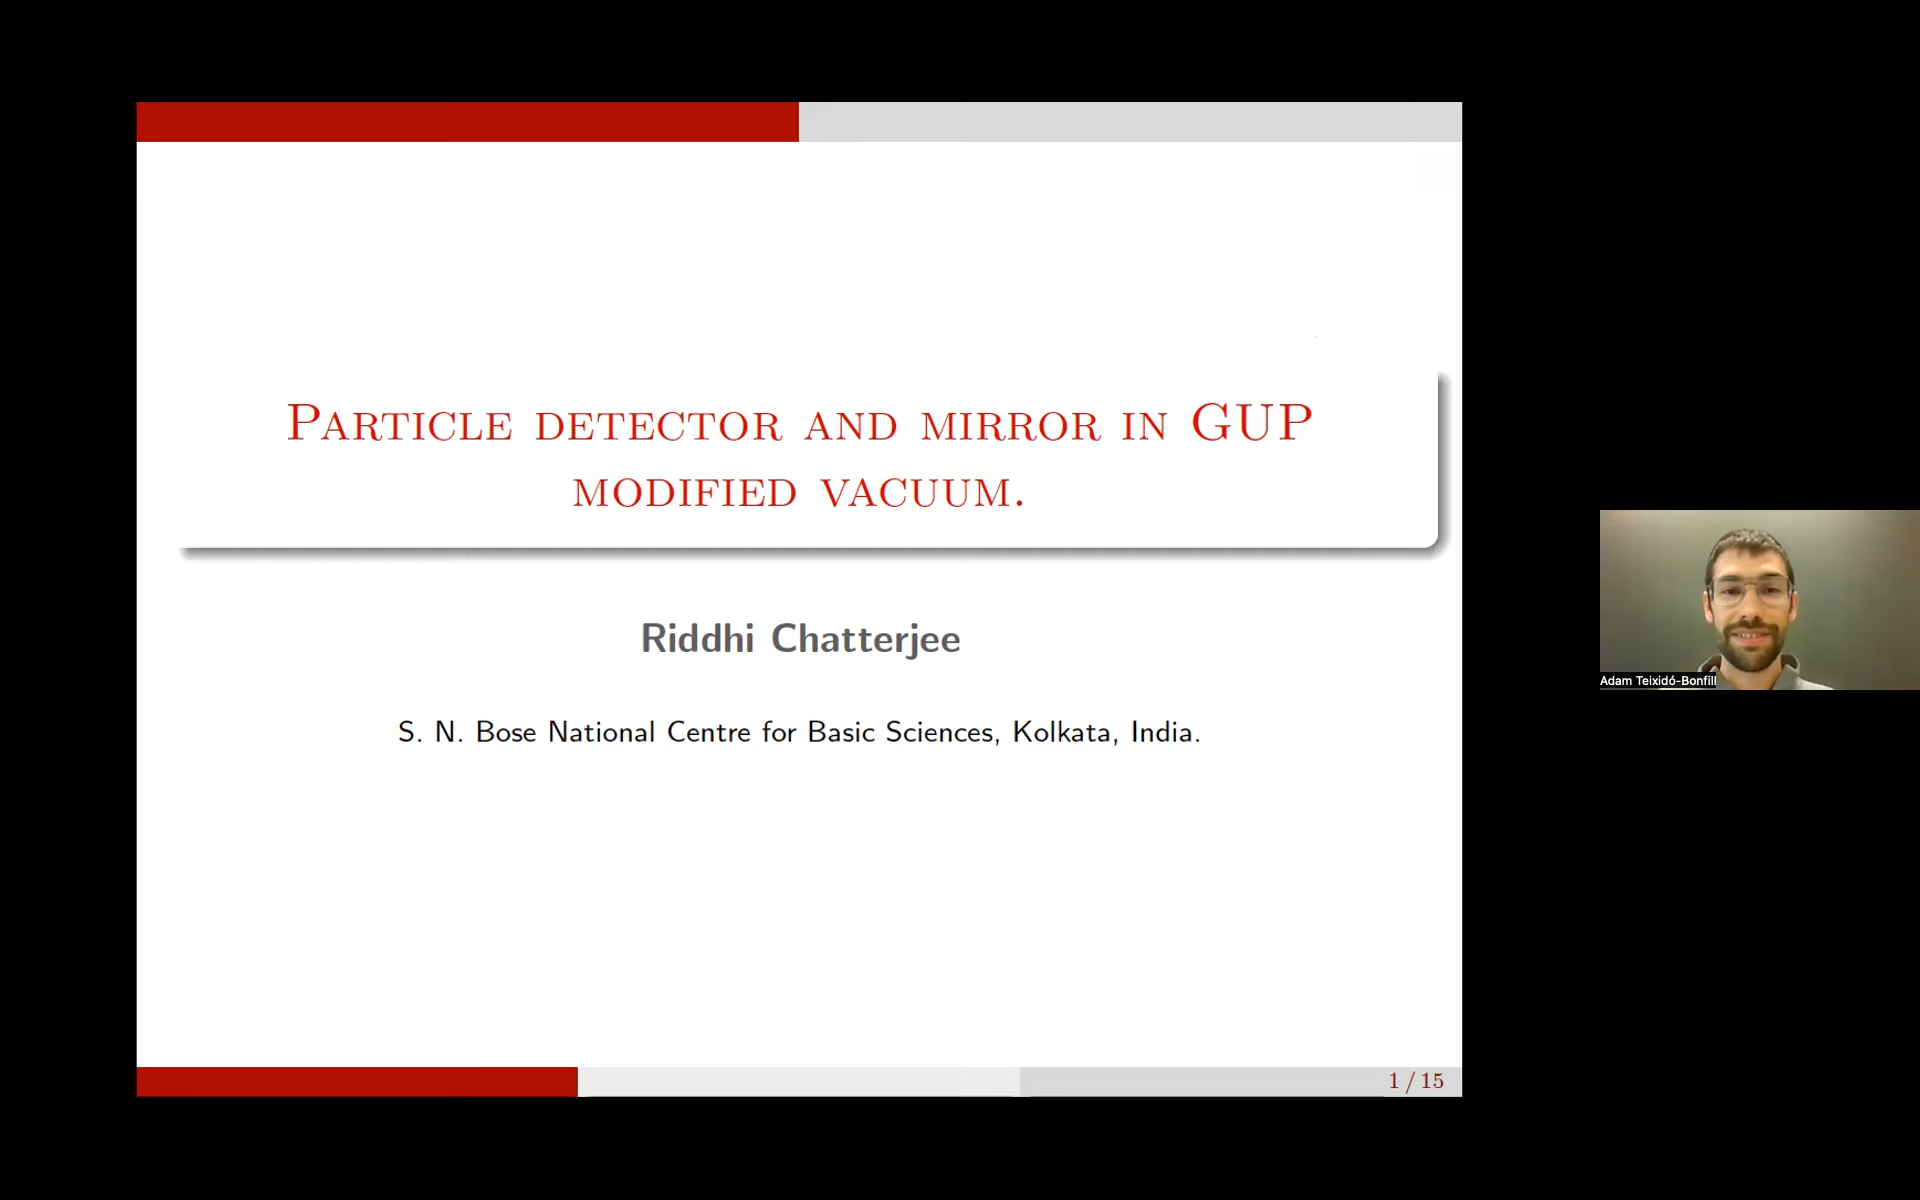 Particle detector and mirror in GUP
modified vacuum.
Riddhi Chatterjee
S. N. Bose National Centre for Basic Sciences, Kolkata, India.
1 / 15
Adam Teixidó-Bonfill